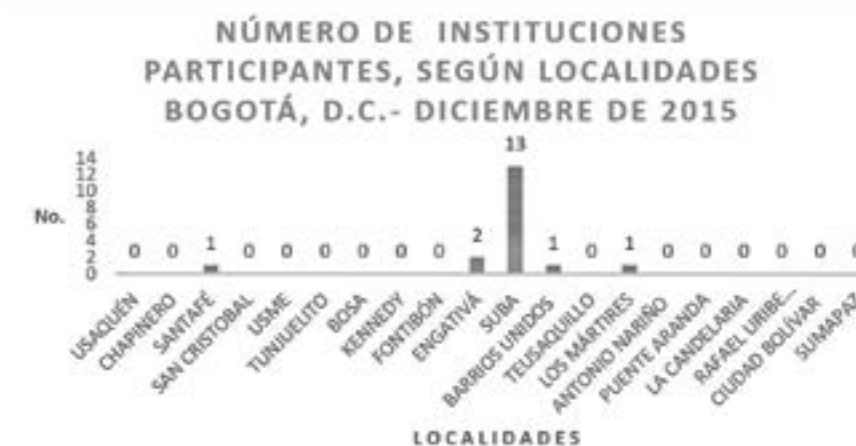 NÚMERO DE INSTITUCIONES
PARTICIPANTES, SEGÚN LOCALIDADES
BOGOTÁ, D.C.- DICIEMBRE DE 2015
No.
14
12
10
8
6
4
2
0
0 0 1 0 0 0 0 0 0 2 13 1 0 1 0 0 0 0 0 0
USAQUÉN
CHAPINERO
SANTAFÉ
SAN CRISTOBAL
USME
TUNJUELITO
BOSA
KENNEDY
FONTIBÓN
ENGATIVÁ
SUBA
BARRIOS UNIDOS
TEUSAQUILLO
LOS MÁRTIRES
ANTONIO NARIÑO
PUENTE ARANDA
LA CANDELARIA
RAFAEL URIBE...
CIUDAD BOLÍVAR
SUMAPAZ
LOCALIDADES